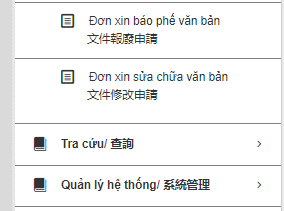 Đơn xin báo phế văn bản
文件報廢申請
Đơn xin sửa chữa văn bản
文件修改申請
Tra cứu/ 查詢
Quản lý hệ thống/ 系統管理